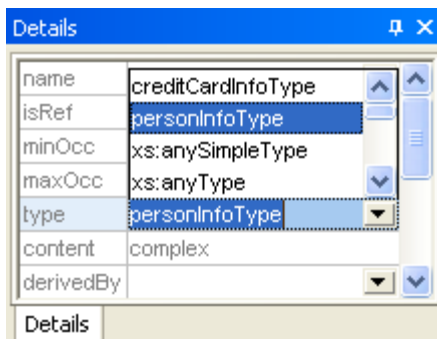 Details
name
creditCardInfoType
isRef
personInfoType
minOcc
xs:anySimpleType
maxOcc
xs:anyType
type
personInfoType
content
complex
derivedBy
Details